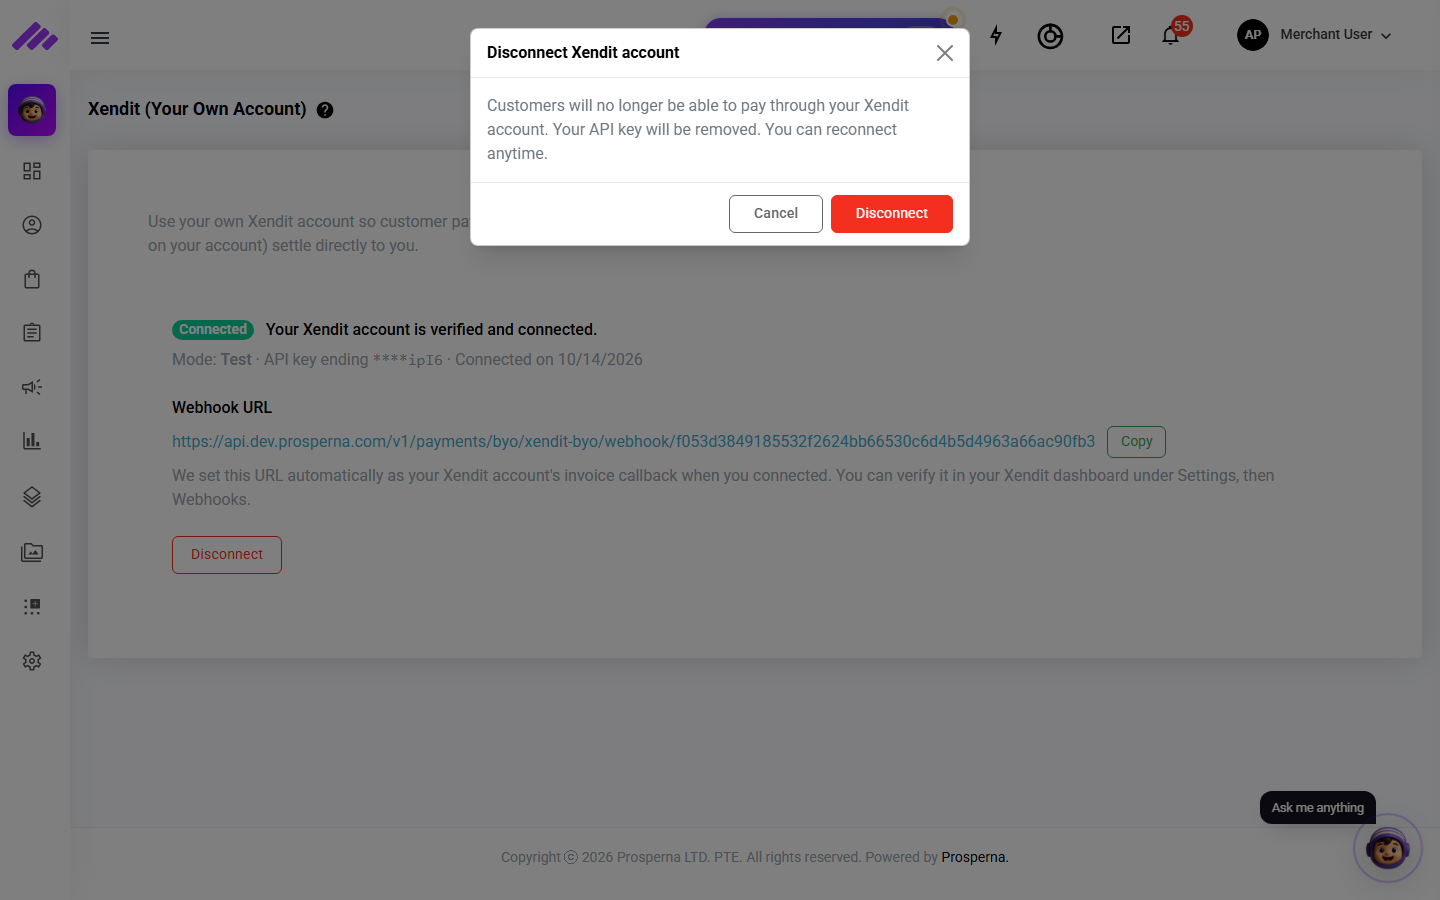 Disconnect Xendit account
Customers will no longer be able to pay through your Xendit
account. Your API key will be removed. You can reconnect
anytime.
Cancel
Disconnect
55
AP
Merchant User
Xendit (Your Own Account)
?
Use your own Xendit account so customer pa
on your account) settle directly to you.
Connected
Your Xendit account is verified and connected.
Mode: Test · API key ending ****ipI6 · Connected on 10/14/2026
Webhook URL
https://api.dev.prosperna.com/v1/payments/byo/xendit-byo/webhook/f053d3849185532f2624bb66530c6d4b5d4963a66ac90fb3
Copy
We set this URL automatically as your Xendit account's invoice callback when you connected. You can verify it in your Xendit dashboard under Settings, then
Webhooks.
Disconnect
Ask me anything
Copyright © 2026 Prosperna LTD. PTE. All rights reserved. Powered by Prosperna.